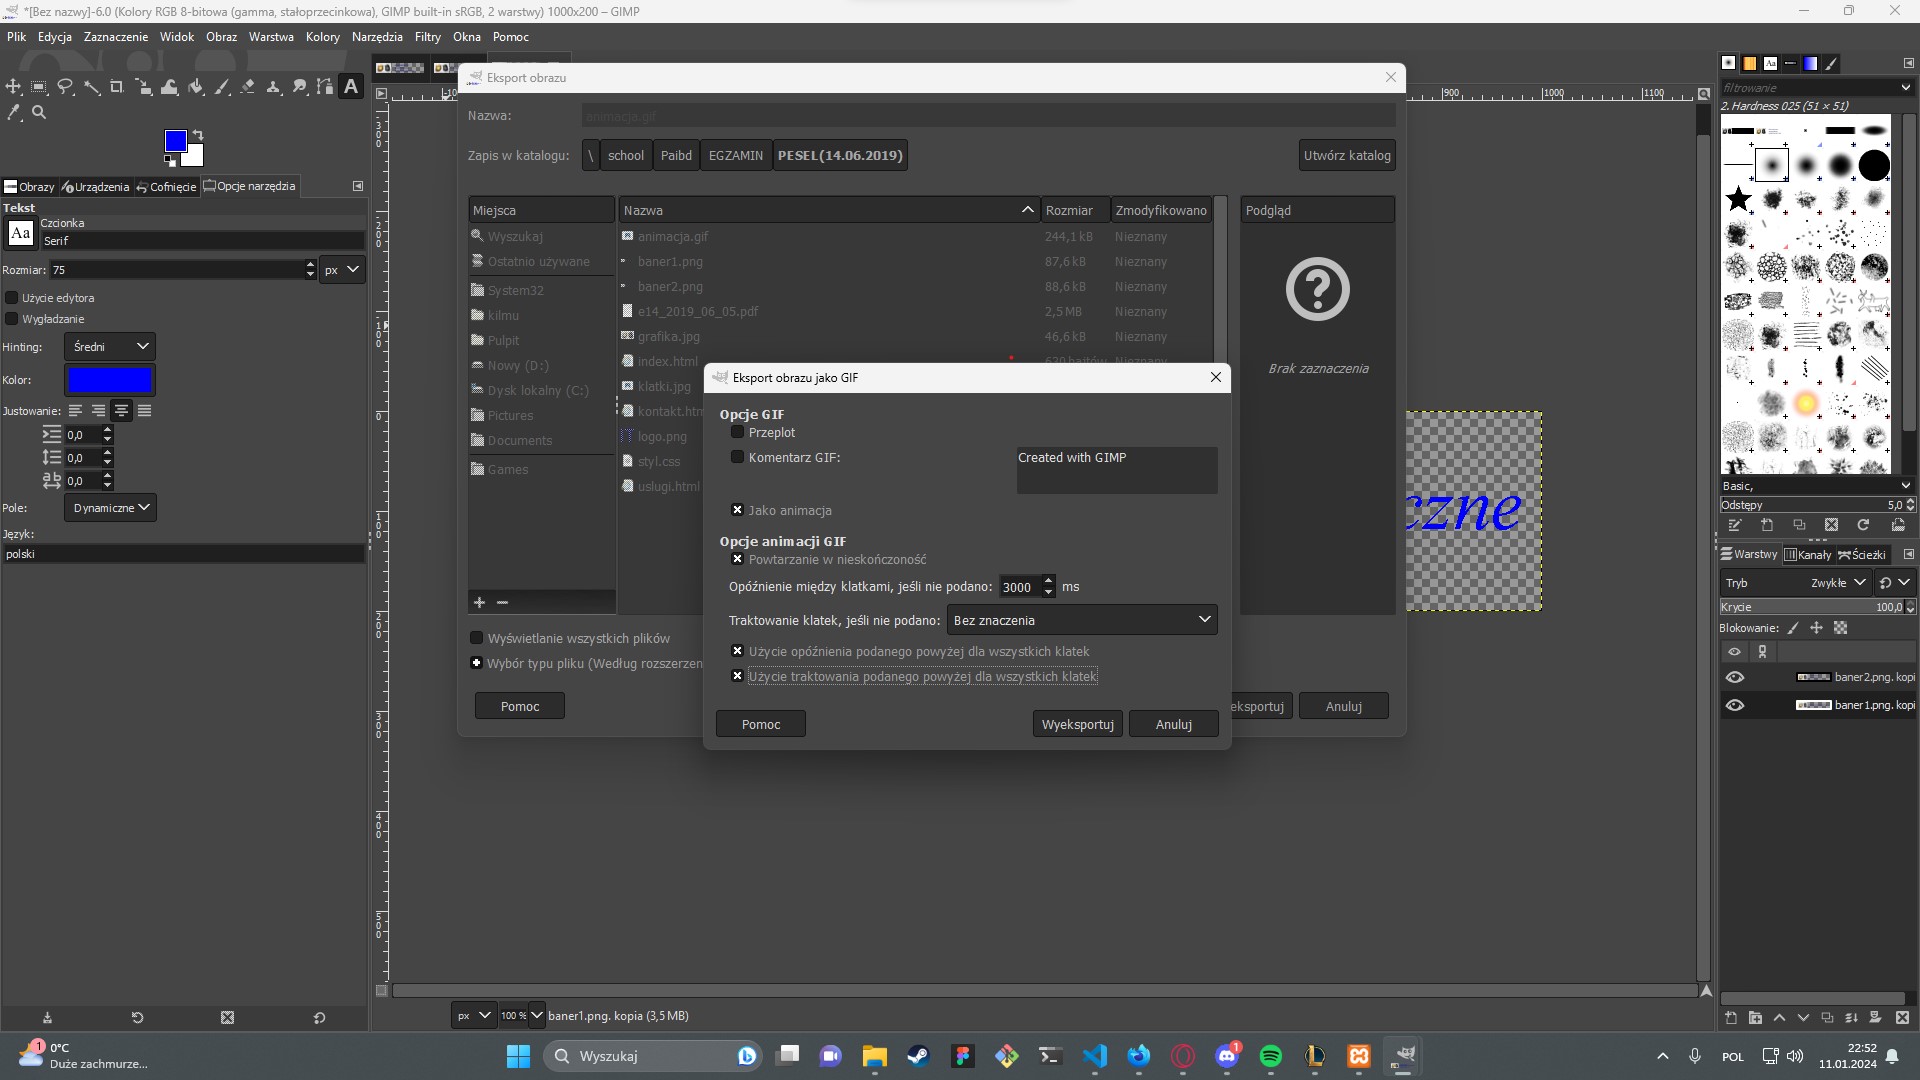 *[Bez nazwy]-6.0 (Kolory RGB 8-bitowa (gamma, stałoprzecinkowa), GIMP built-in sRGB, 2 warstwy) 1000x200 – GIMP
Plik Edycja Zaznaczenie Widok Obraz Warstwa Kolory Narzędzia Filtry Okna Pomoc
Obrazy Urządzenia Cofnięcie Opcje narzędzia
Tekst
Aa Czcionka
Serif
Rozmiar: 75 px
Użycie edytora
Wygładzanie
Hinting: Średni
Kolor:
Justowanie:
0,0
0,0
0,0
Pole: Dynamiczne
Język:
polski
Eksport obrazu
Nazwa: animacja.gif
Zapis w katalogu: \ school Paibd EGZAMIN PESEL(14.06.2019) Utwórz katalog
Miejsca
Wyszukaj
Ostatnio używane
System32
kilmu
Pulpit
Nowy (D:)
Dysk lokalny (C:)
Pictures
Documents
Games
Nazwa Rozmiar Zmodyfikowano
animacja.gif 244,1 kB Nieznany
baner1.png 87,6 kB Nieznany
baner2.png 88,6 kB Nieznany
e14_2019_06_05.pdf 2,5 MB Nieznany
grafika.jpg 46,6 kB Nieznany
index.html 630 bajtów Nieznany
klatki.jpg
kontakt.htm
logo.png
styl.css
uslugi.html
Podgląd
Brak zaznaczenia
Wyświetlanie wszystkich plików
Wybór typu pliku (Według rozszerzen
Pomoc eksportuj Anuluj
Eksport obrazu jako GIF
Opcje GIF
Przeplot
Komentarz GIF: Created with GIMP
Jako animacja
Opcje animacji GIF
Powtarzanie w nieskończoność
Opóźnienie między klatkami, jeśli nie podano: 3000 ms
Traktowanie klatek, jeśli nie podano: Bez znaczenia
Użycie opóźnienia podanego powyżej dla wszystkich klatek
Użycie traktowania podanego powyżej dla wszystkich klatek
Pomoc Wyeksportuj Anuluj
900 1000 1100
czne
px 100 % baner1.png. kopia (3,5 MB)
Aa
filtrowanie
2. Hardness 025 (51 × 51)
Basic,
Odstępy 5,0
Warstwy Kanały Ścieżki
Tryb Zwykłe
Krycie 100,0
Blokowanie:
baner2.png. kopi
baner1.png. kopi
1 0°C
Duże zachmurze...
Wyszukaj
1
POL
22:52
11.01.2024